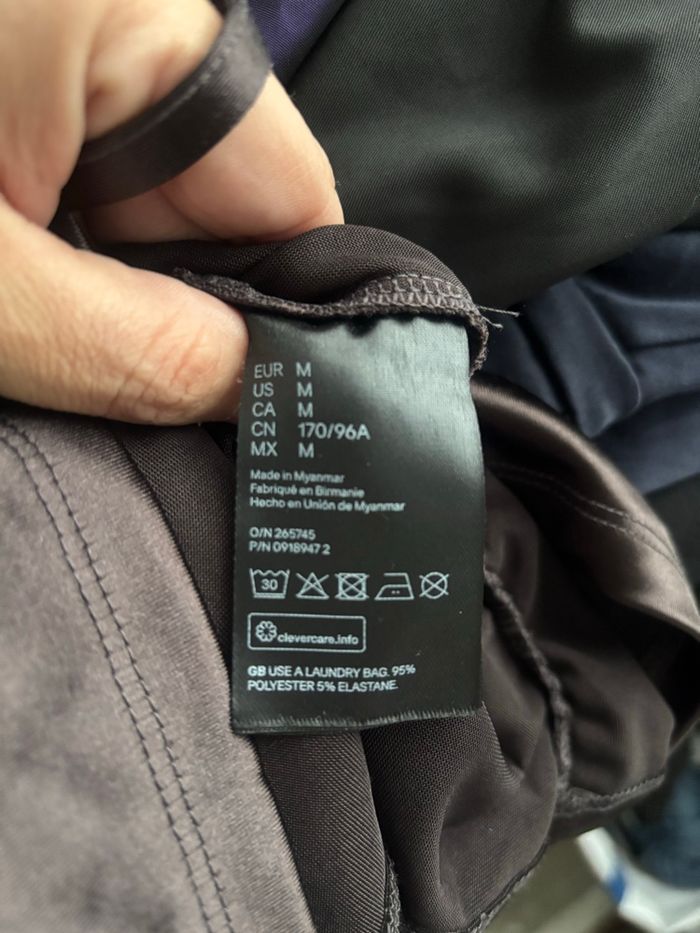 EUR M
US M
CA M
CN 170/96A
MX M
Made in Myanmar
Fabriqué en Birmanie
Hecho en Unión de Myanmar
O/N 265745
P/N 0918947 2
30
clevercare.info
GB USE A LAUNDRY BAG. 95%
POLYESTER 5% ELASTANE.